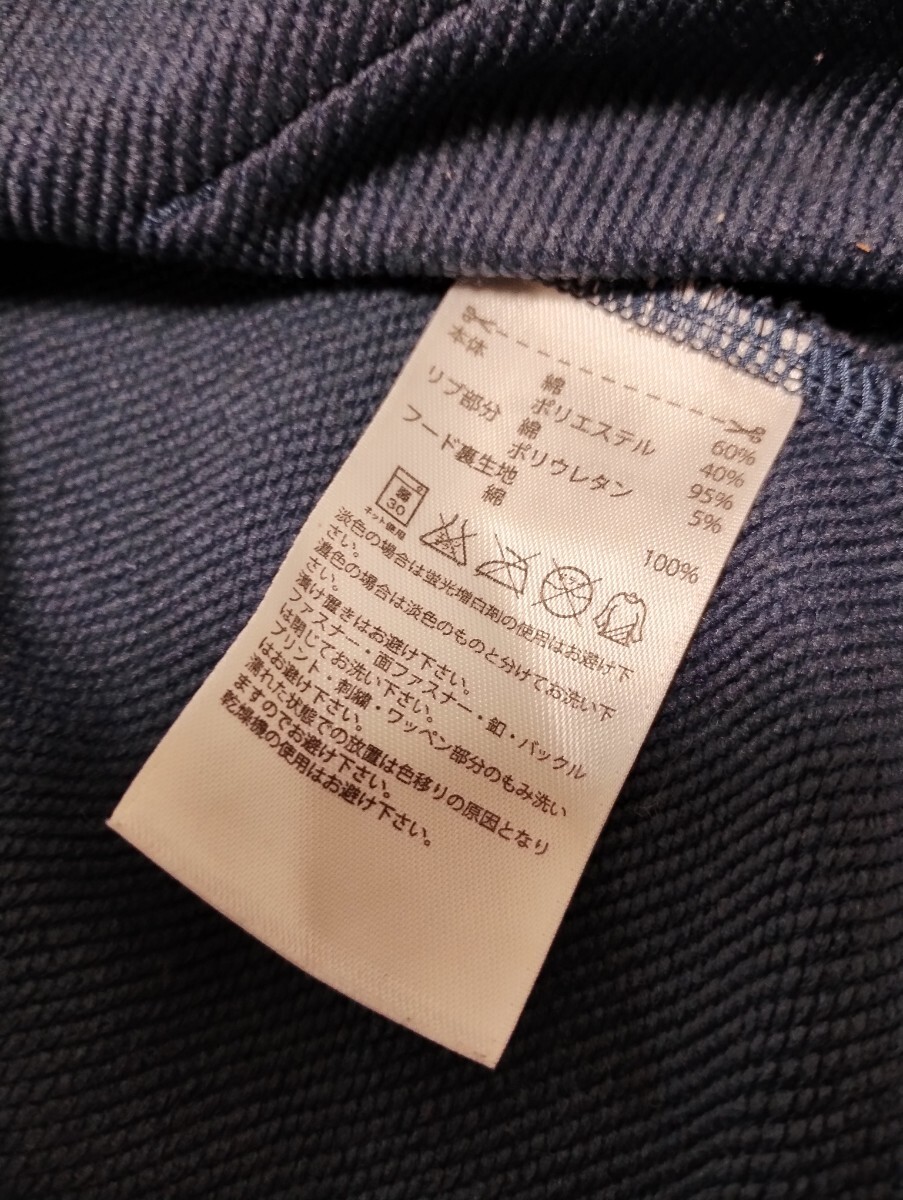 本体
綿 60%
ポリエステル 40%
リブ部分 綿 95%
ポリウレタン 5%
フード裏生地
綿 100%
弱
30
ネット使用
淡色の場合は蛍光増白剤の使用はお避け下
さい。
濃色の場合は淡色のものと分けてお洗い下
さい。
漬け置きはお避け下さい。
ファスナー・面ファスナー・釦・バックル
は閉じてお洗い下さい。
プリント・刺繍・ワッペン部分のもみ洗い
はお避け下さい。
濡れた状態での放置は色移りの原因となり
ますのでお避け下さい。
乾燥機の使用はお避け下さい。